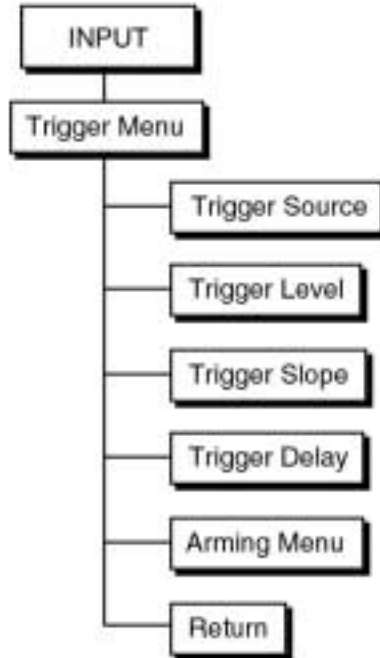 INPUT
Trigger Menu
Trigger Source
Trigger Level
Trigger Slope
Trigger Delay
Arming Menu
Return